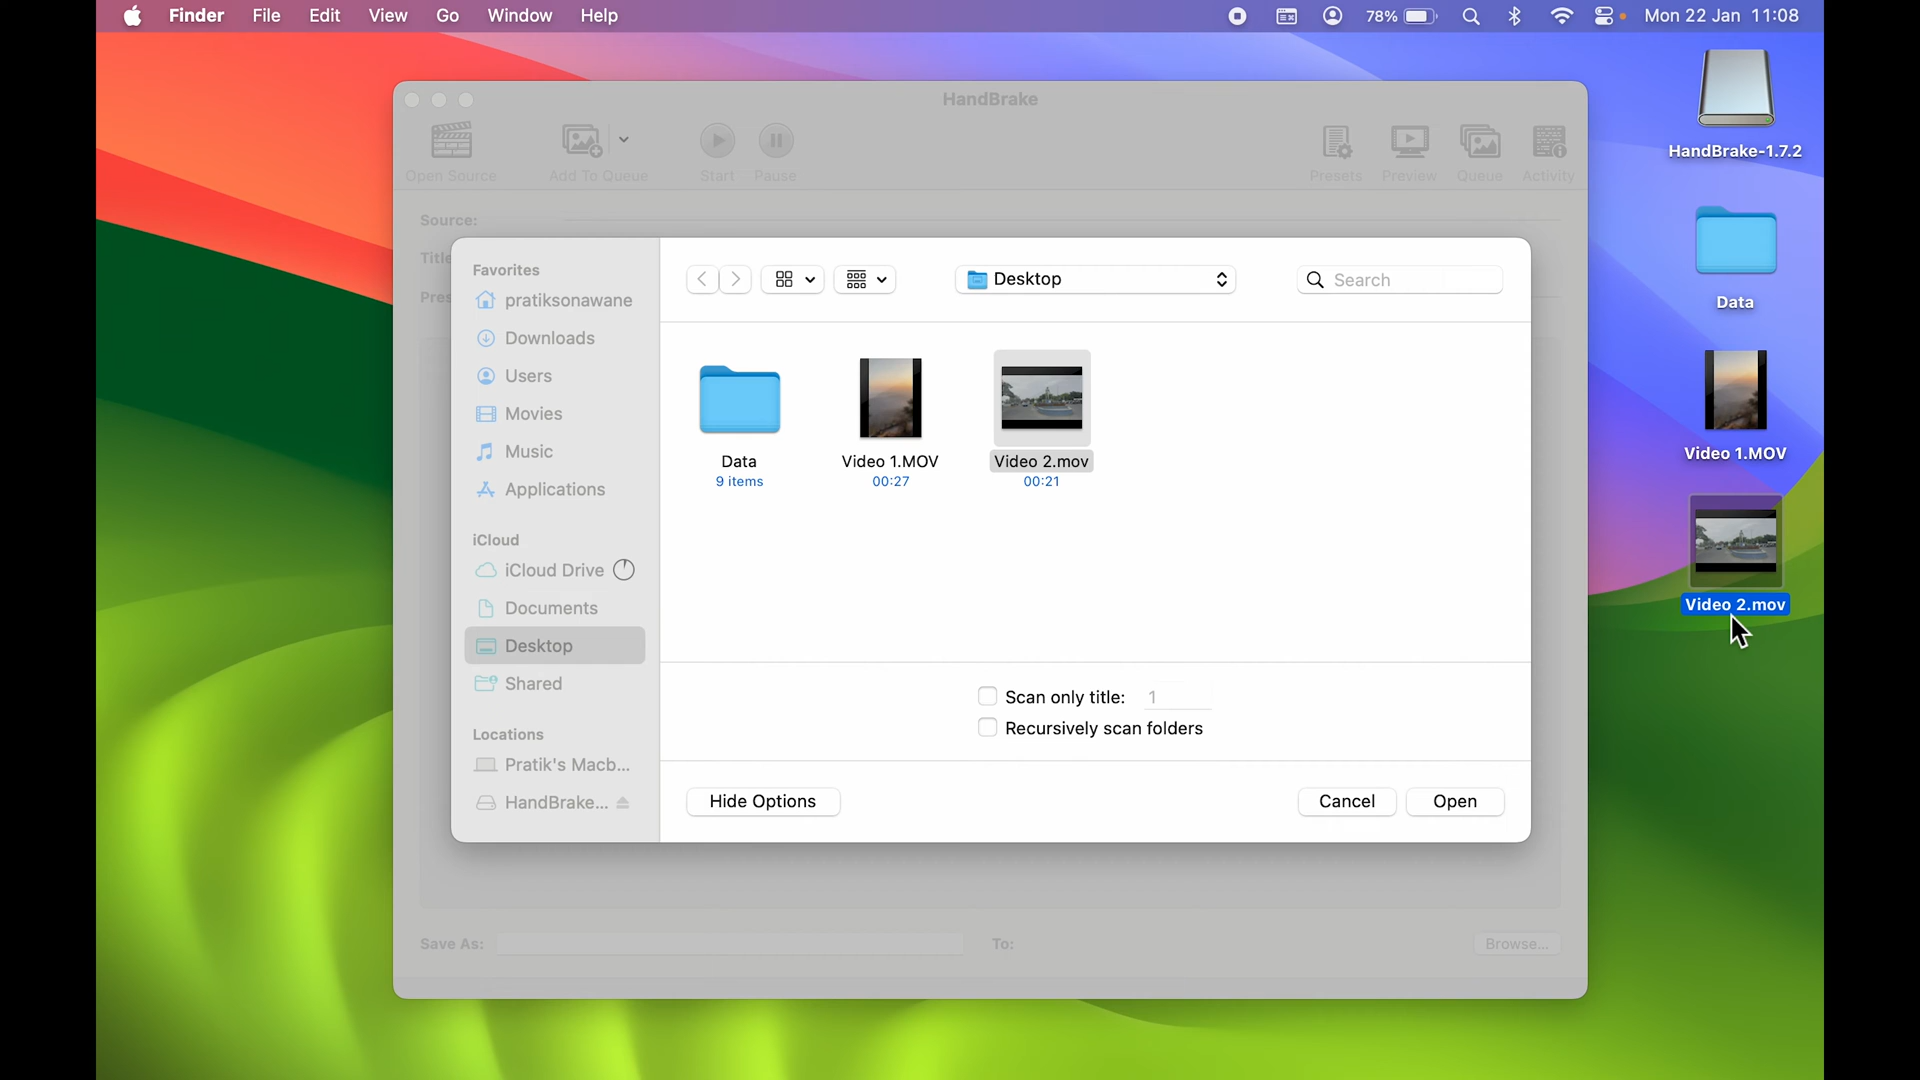 Finder File Edit View Go Window Help 78% Mon 22 Jan 11:08
HandBrake
Open Source Add To Queue Start Pause Presets Preview Queue Activity
Source:
Title
Pres
Favorites
pratiksonawane
Downloads
Users
Movies
Music
Applications
iCloud
iCloud Drive
Documents
Desktop
Shared
Locations
Pratik's Macb...
HandBrake...
Desktop
Search
Data
9 items
Video 1.MOV
00:27
Video 2.mov
00:21
Scan only title: 1
Recursively scan folders
Hide Options Cancel Open
Save As: To: Browse...
HandBrake-1.7.2
Data
Video 1.MOV
Video 2.mov